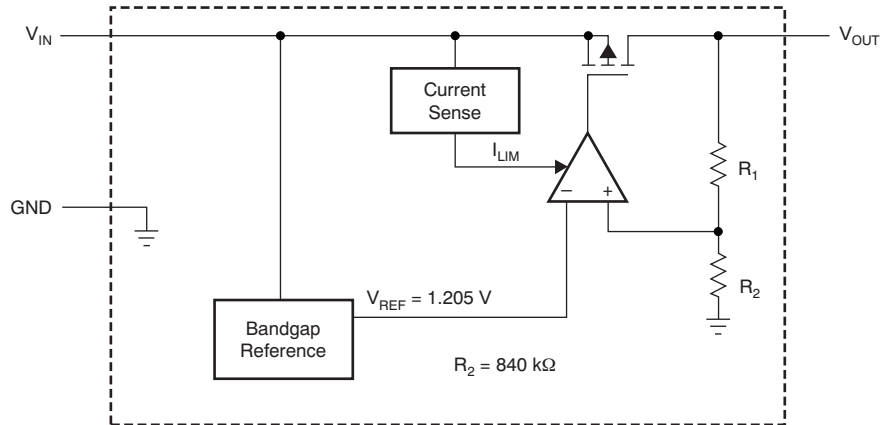 V_IN
V_OUT
Current
Sense
I_LIM
R_1
GND
− +
V_REF = 1.205 V
R_2
Bandgap
Reference
R_2 = 840 kΩ